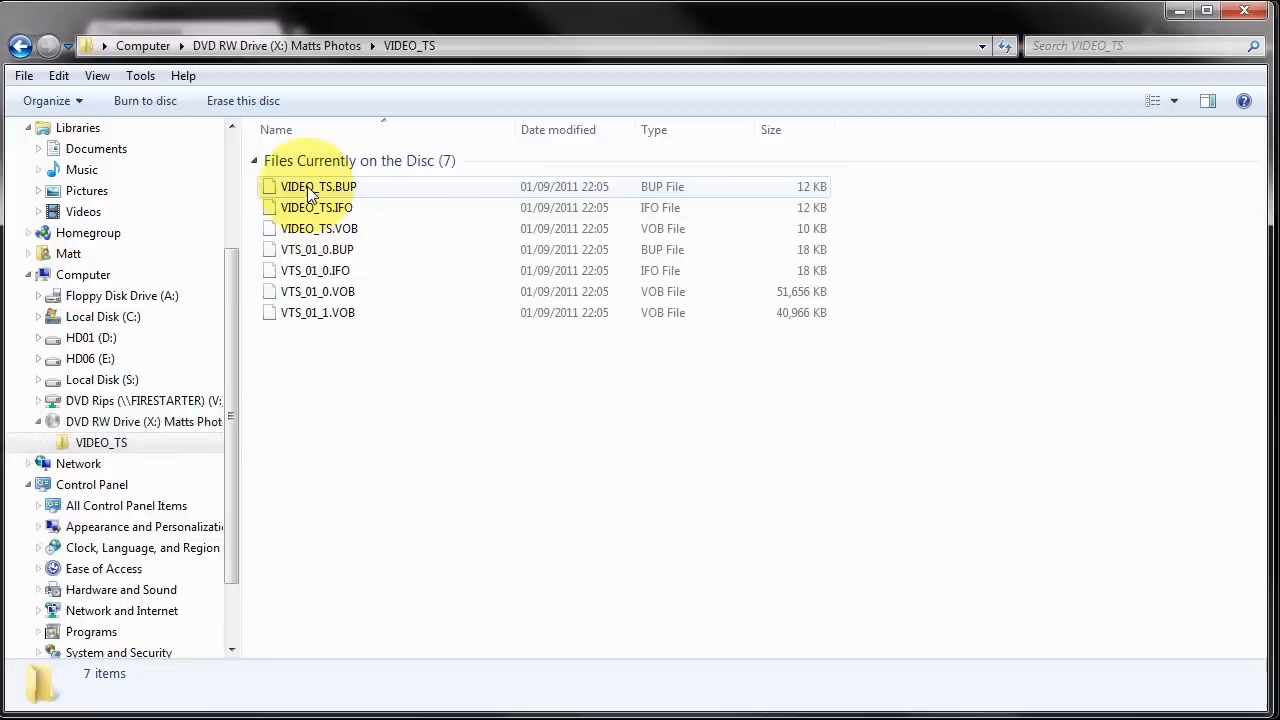 Computer ▸ DVD RW Drive (X:) Matts Photos ▸ VIDEO_TS
Search VIDEO_TS
File Edit View Tools Help
Organize Burn to disc Erase this disc
Libraries
Documents
Music
Pictures
Videos
Homegroup
Matt
Computer
Floppy Disk Drive (A:)
Local Disk (C:)
HD01 (D:)
HD06 (E:)
Local Disk (S:)
DVD Rips (\\FIRESTARTER) (V:
DVD RW Drive (X:) Matts Phot
VIDEO_TS
Network
Control Panel
All Control Panel Items
Appearance and Personalizati
Clock, Language, and Region
Ease of Access
Hardware and Sound
Network and Internet
Programs
System and Security
Name Date modified Type Size
Files Currently on the Disc (7)
VIDEO_TS.BUP 01/09/2011 22:05 BUP File 12 KB
VIDEO_TS.IFO 01/09/2011 22:05 IFO File 12 KB
VIDEO_TS.VOB 01/09/2011 22:05 VOB File 10 KB
VTS_01_0.BUP 01/09/2011 22:05 BUP File 18 KB
VTS_01_0.IFO 01/09/2011 22:05 IFO File 18 KB
VTS_01_0.VOB 01/09/2011 22:05 VOB File 51,656 KB
VTS_01_1.VOB 01/09/2011 22:05 VOB File 40,966 KB
7 items